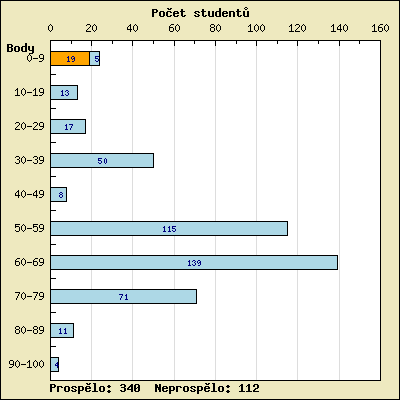 Počet studentů
0 20 40 60 80 100 120 140 160
Body
0-9 19 5
10-19 13
20-29 17
30-39 50
40-49 8
50-59 115
60-69 139
70-79 71
80-89 11
90-100 4
Prospělo: 340 Neprospělo: 112